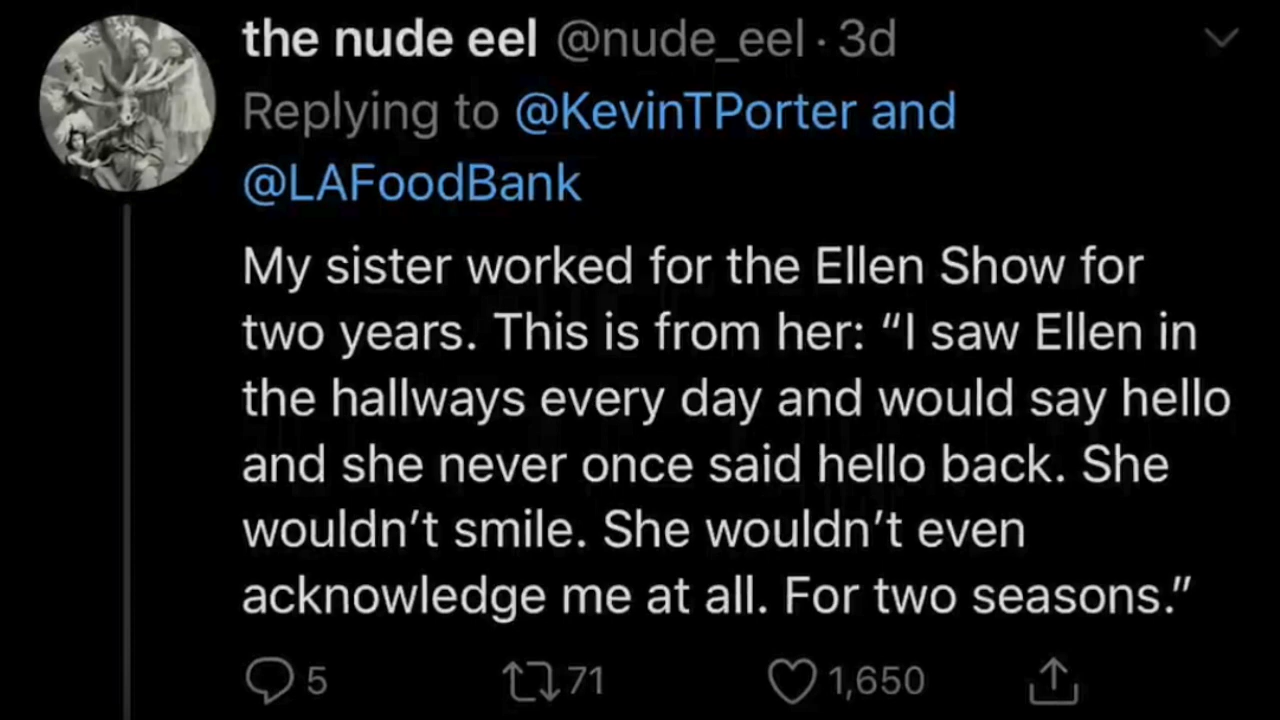 the nude eel @nude_eel · 3d
Replying to @KevinTPorter and
@LAFoodBank
My sister worked for the Ellen Show for
two years. This is from her: “I saw Ellen in
the hallways every day and would say hello
and she never once said hello back. She
wouldn’t smile. She wouldn’t even
acknowledge me at all. For two seasons.”
5 71 1,650